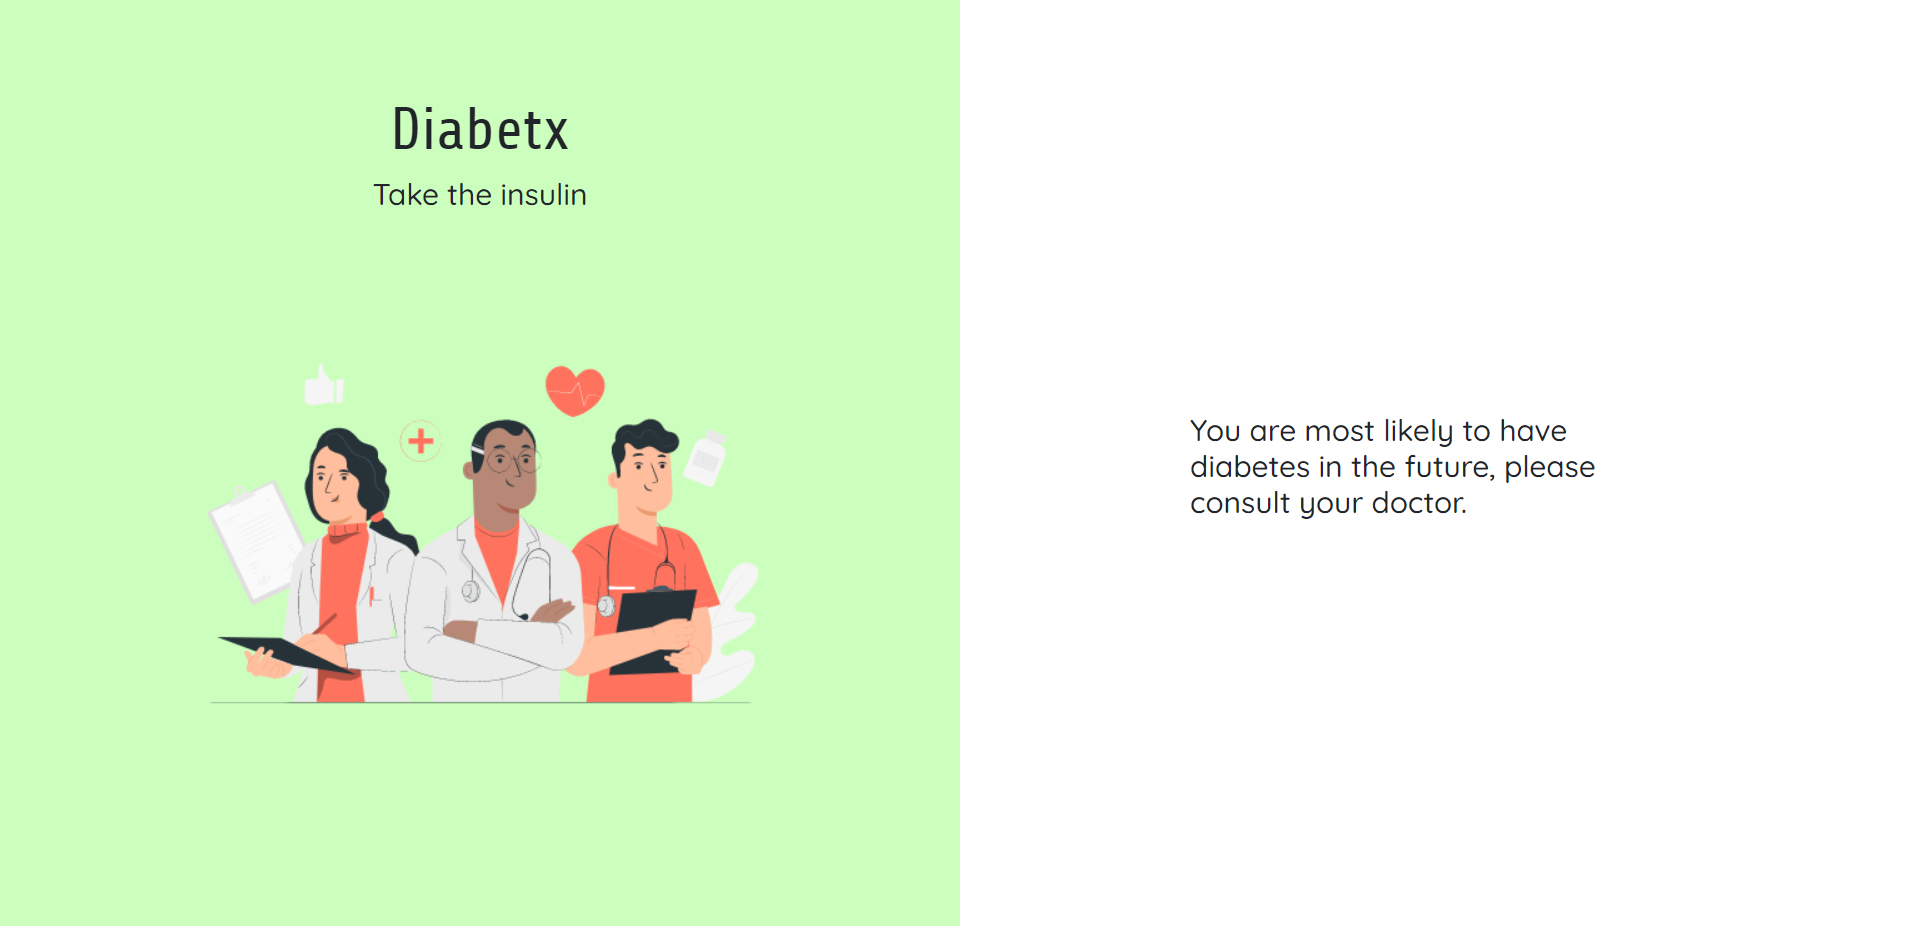 Diabetx
Take the insulin
You are most likely to have
diabetes in the future, please
consult your doctor.